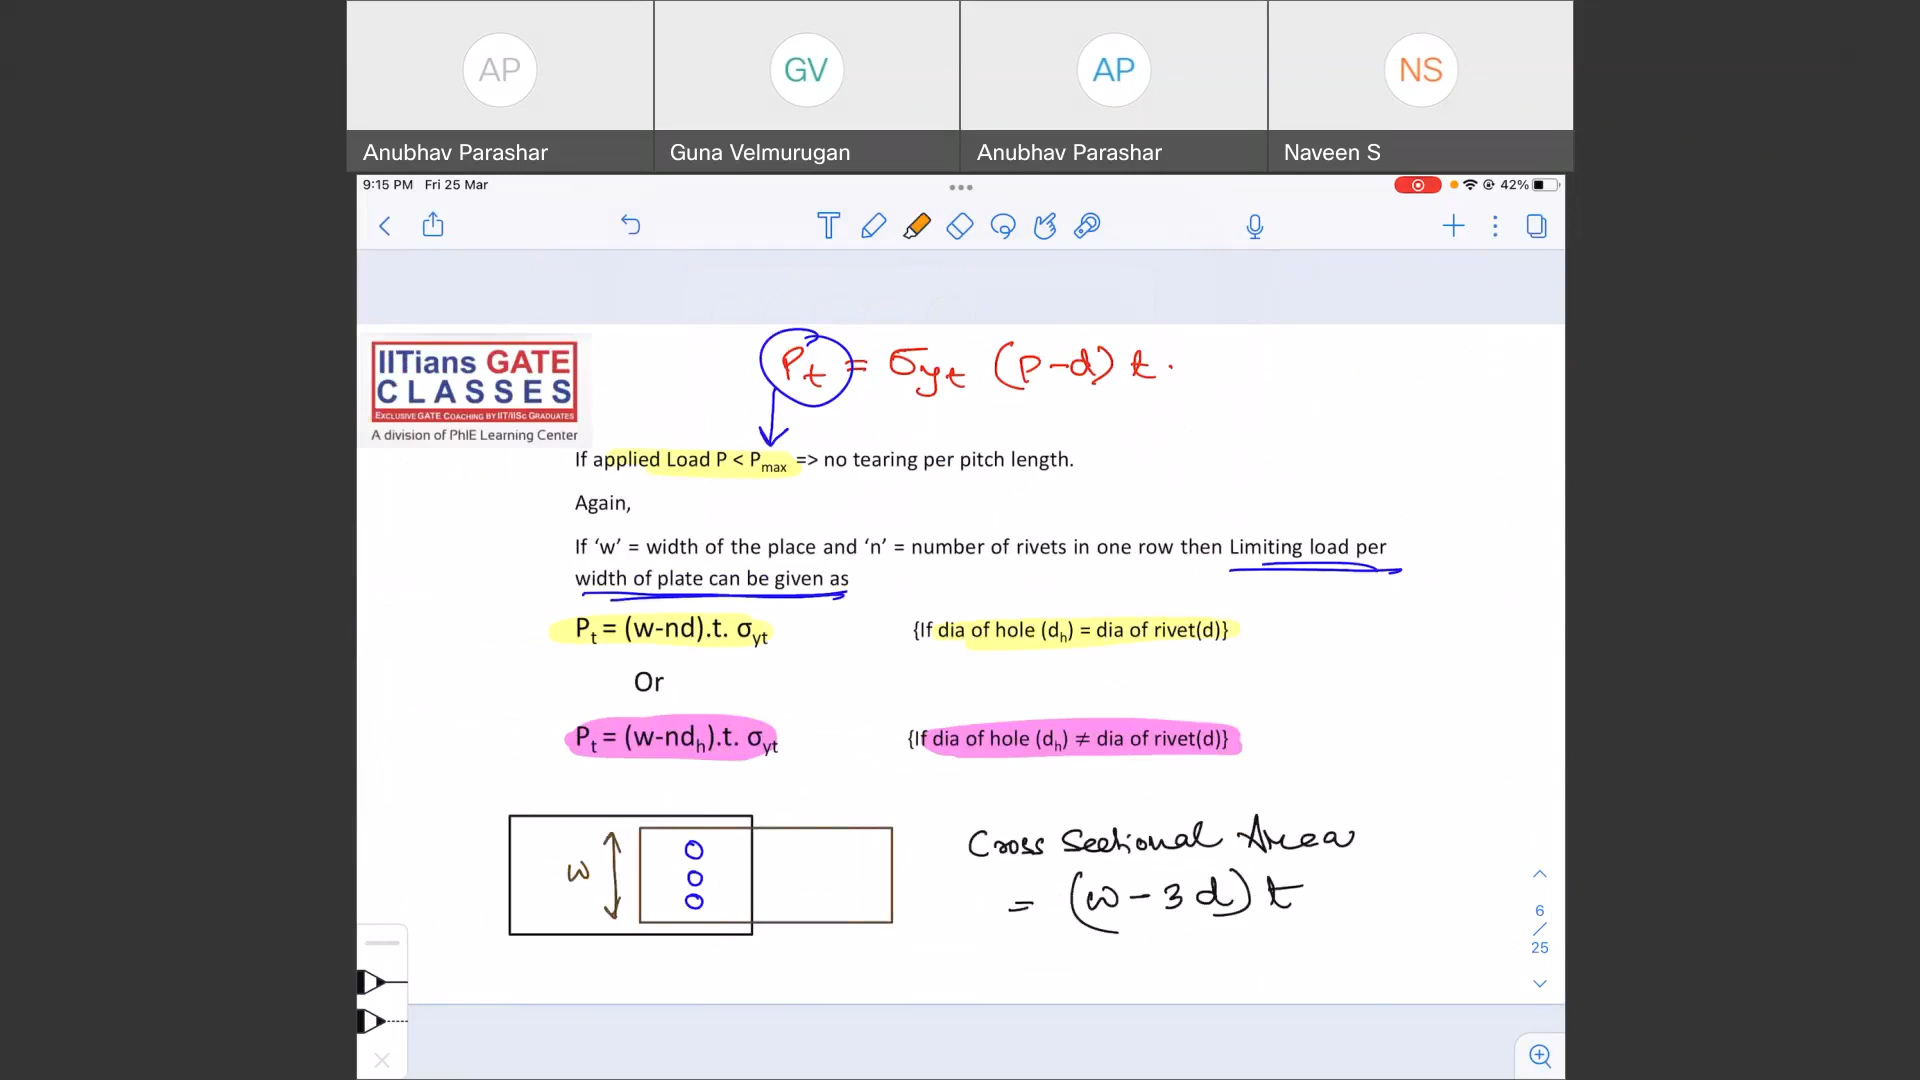 AP
GV
AP
NS
Anubhav Parashar
Guna Velmurugan
Anubhav Parashar
Naveen S
9:15 PM Fri 25 Mar
42%
T
IITians GATE
CLASSES
EXCLUSIVE GATE COACHING BY IIT/IISc GRADUATES
A division of PhIE Learning Center
Pt = σyt (p-d) t.
If applied Load P < Pmax => no tearing per pitch length.
Again,
If ‘w’ = width of the place and ‘n’ = number of rivets in one row then Limiting load per
width of plate can be given as
Pt = (w-nd).t. σyt {If dia of hole (dh) = dia of rivet(d)}
Or
Pt = (w-ndh).t. σyt {If dia of hole (dh) ≠ dia of rivet(d)}
w
Cross Sectional Area
= (w - 3d) t
6
/
25